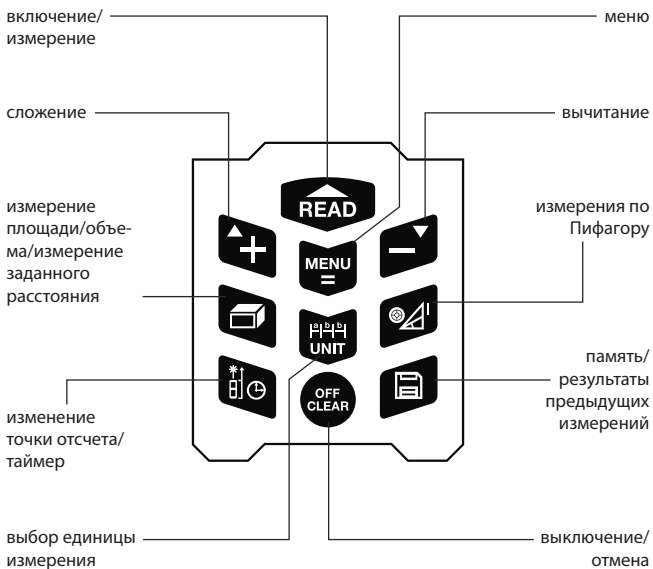 включение/
измерение
меню
сложение
вычитание
измерение
площади/объе-
ма/измерение
заданного
расстояния
измерения по
Пифагору
READ
+
MENU
=
−
a b b
UNIT
OFF
CLEAR
память/
результаты
предыдущих
измерений
изменение
точки отсчета/
таймер
выбор единицы
измерения
выключение/
отмена